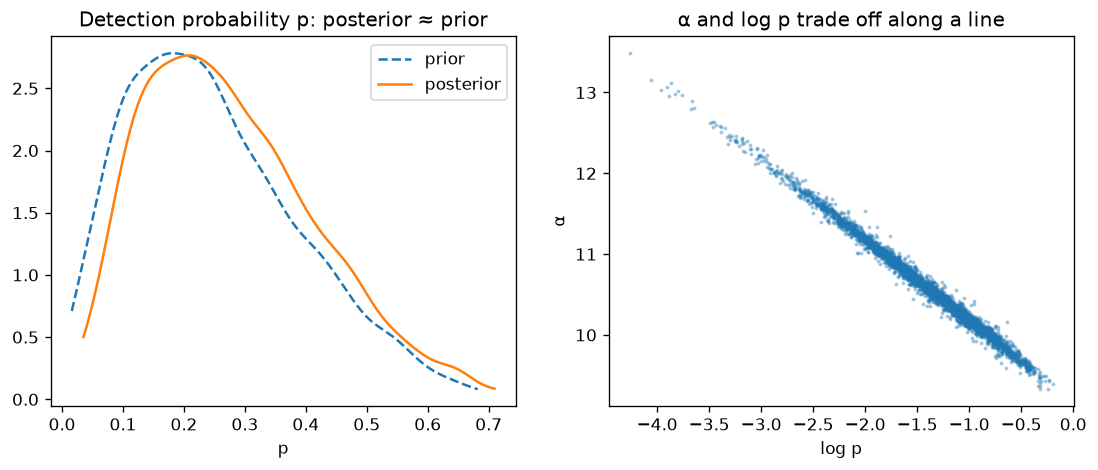 Detection probability p: posterior ≈ prior
prior
posterior
2.5
2.0
1.5
1.0
0.5
0.0
0.0 0.1 0.2 0.3 0.4 0.5 0.6 0.7
p
α and log p trade off along a line
13
12
11
10
α
−4.0 −3.5 −3.0 −2.5 −2.0 −1.5 −1.0 −0.5 0.0
log p